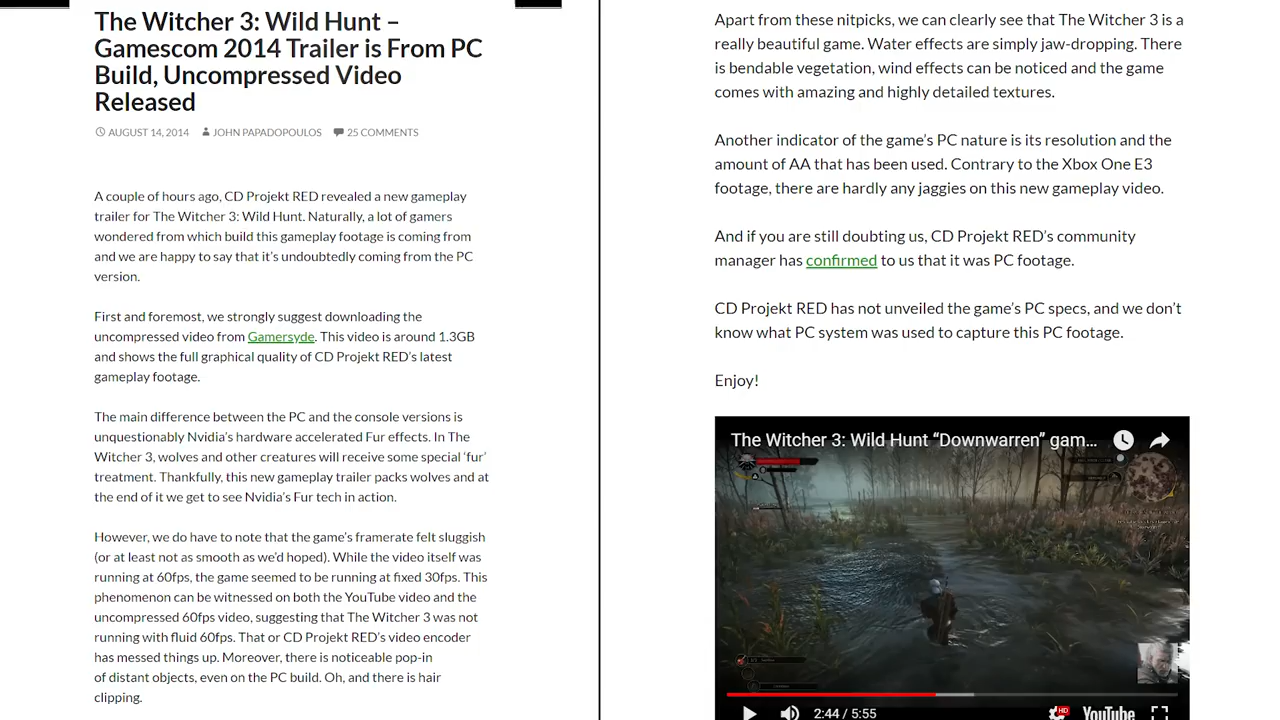 The Witcher 3: Wild Hunt –
Gamescom 2014 Trailer is From PC
Build, Uncompressed Video
Released
AUGUST 14, 2014 JOHN PAPADOPOULOS 25 COMMENTS
A couple of hours ago, CD Projekt RED revealed a new gameplay
trailer for The Witcher 3: Wild Hunt. Naturally, a lot of gamers
wondered from which build this gameplay footage is coming from
and we are happy to say that it's undoubtedly coming from the PC
version.
First and foremost, we strongly suggest downloading the
uncompressed video from Gamersyde. This video is around 1.3GB
and shows the full graphical quality of CD Projekt RED's latest
gameplay footage.
The main difference between the PC and the console versions is
unquestionably Nvidia's hardware accelerated Fur effects. In The
Witcher 3, wolves and other creatures will receive some special 'fur'
treatment. Thankfully, this new gameplay trailer packs wolves and at
the end of it we get to see Nvidia's Fur tech in action.
However, we do have to note that the game's framerate felt sluggish
(or at least not as smooth as we'd hoped). While the video itself was
running at 60fps, the game seemed to be running at fixed 30fps. This
phenomenon can be witnessed on both the YouTube video and the
uncompressed 60fps video, suggesting that The Witcher 3 was not
running with fluid 60fps. That or CD Projekt RED's video encoder
has messed things up. Moreover, there is noticeable pop-in
of distant objects, even on the PC build. Oh, and there is hair
clipping.
Apart from these nitpicks, we can clearly see that The Witcher 3 is a
really beautiful game. Water effects are simply jaw-dropping. There
is bendable vegetation, wind effects can be noticed and the game
comes with amazing and highly detailed textures.
Another indicator of the game's PC nature is its resolution and the
amount of AA that has been used. Contrary to the Xbox One E3
footage, there are hardly any jaggies on this new gameplay video.
And if you are still doubting us, CD Projekt RED's community
manager has confirmed to us that it was PC footage.
CD Projekt RED has not unveiled the game's PC specs, and we don't
know what PC system was used to capture this PC footage.
Enjoy!
The Witcher 3: Wild Hunt “Downwarren” gam...
2:44 / 5:55 HD YouTube